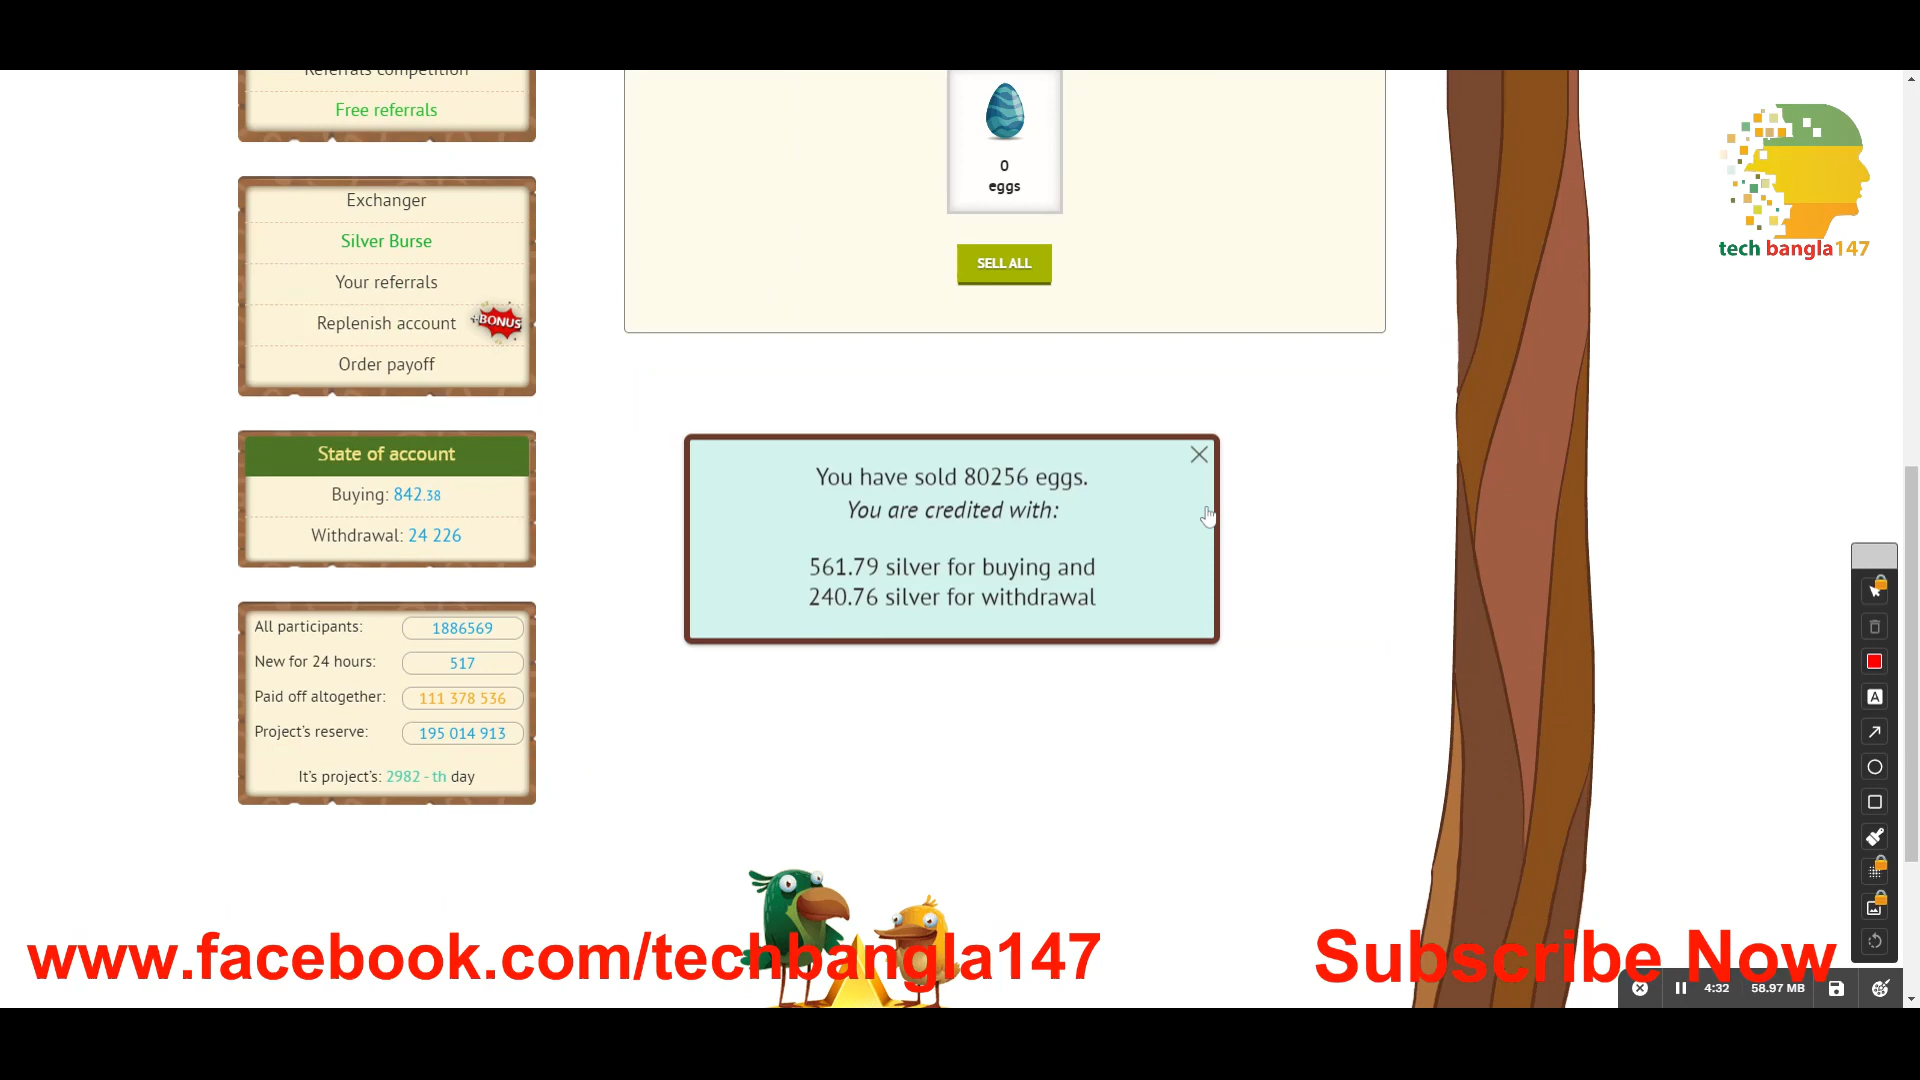 Referrals competition
Free referrals
Exchanger
Silver Burse
Your referrals
Replenish account
+BONUS
Order payoff
State of account
Buying: 842.38
Withdrawal: 24 226
All participants: 1886569
New for 24 hours: 517
Paid off altogether: 111 378 536
Project's reserve: 195 014 913
It's project's: 2982 - th day
0
eggs
SELL ALL
You have sold 80256 eggs.
You are credited with:
561.79 silver for buying and
240.76 silver for withdrawal
tech bangla147
A
www.facebook.com/techbangla147
Subscribe Now
4:32 58.97 MB